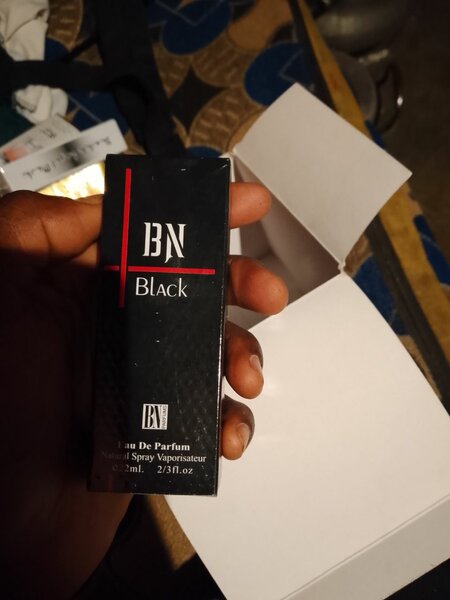 BN
Black
BN
Eau De Parfum
Natural Spray Vaporisateur
22ml. 2/3fl.oz